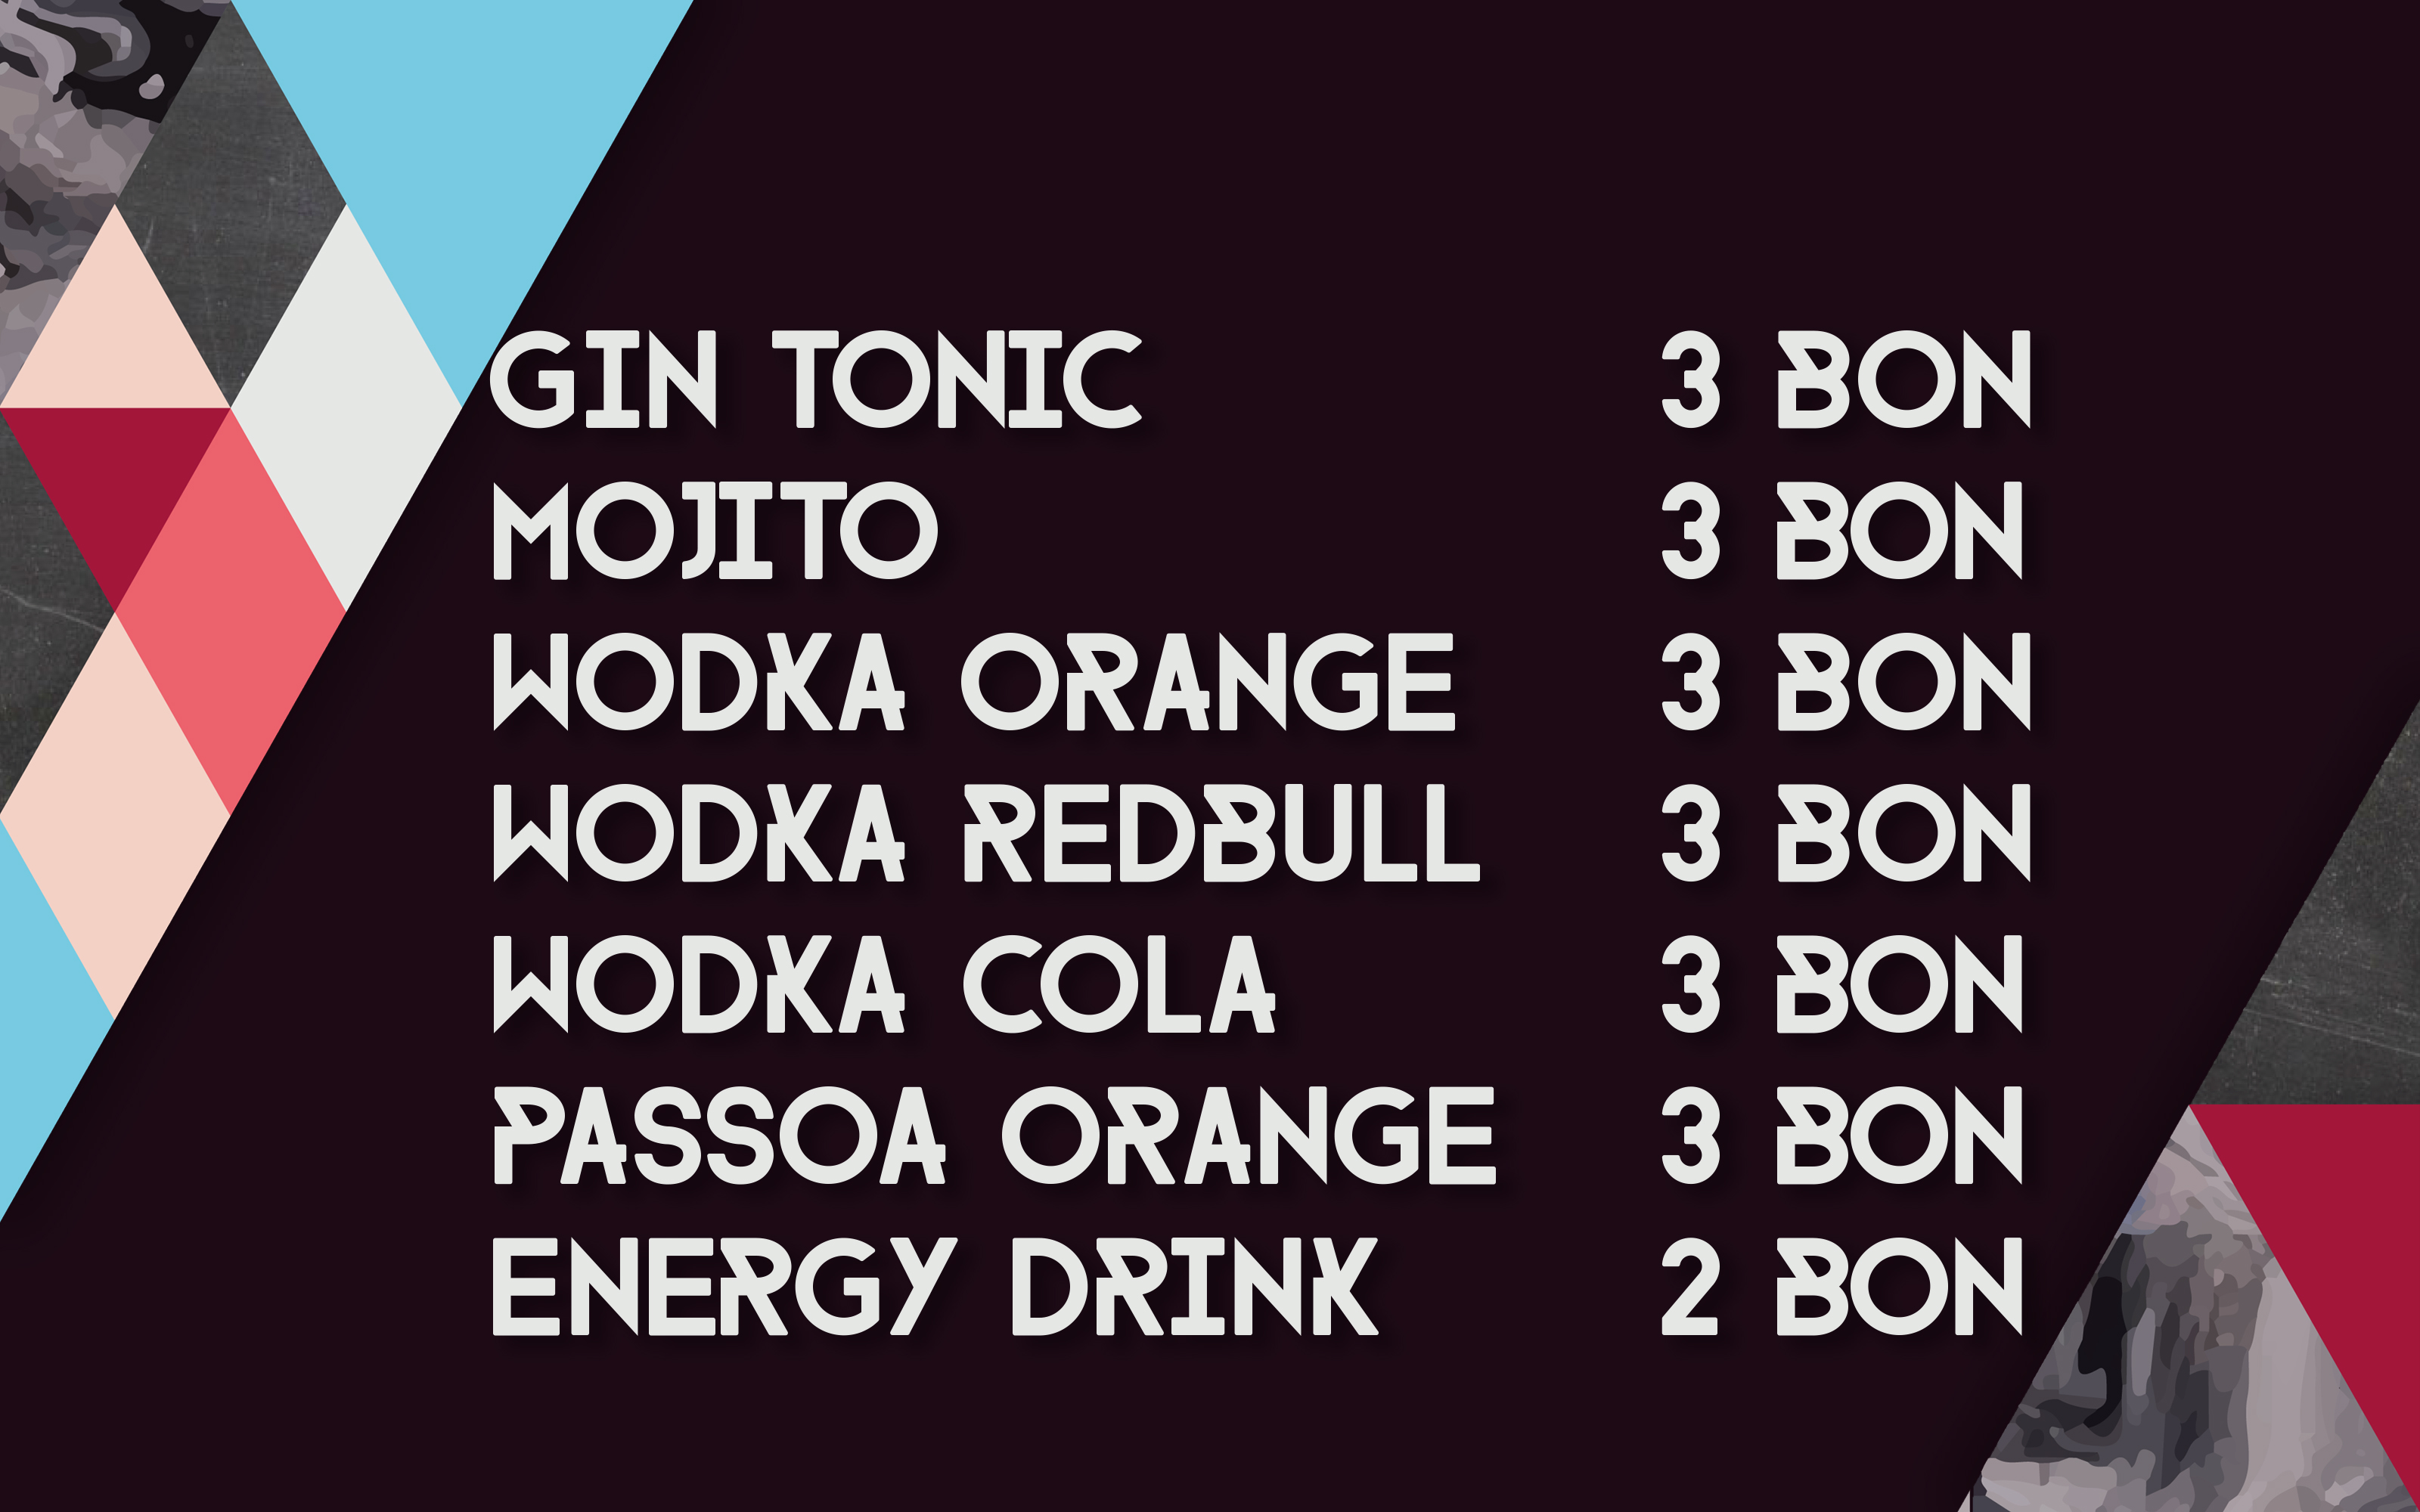 GIN TONIC 3 BON
MOJITO 3 BON
WODKA ORANGE 3 BON
WODKA REDBULL 3 BON
WODKA COLA 3 BON
PASSOA ORANGE 3 BON
ENERGY DRINK 2 BON